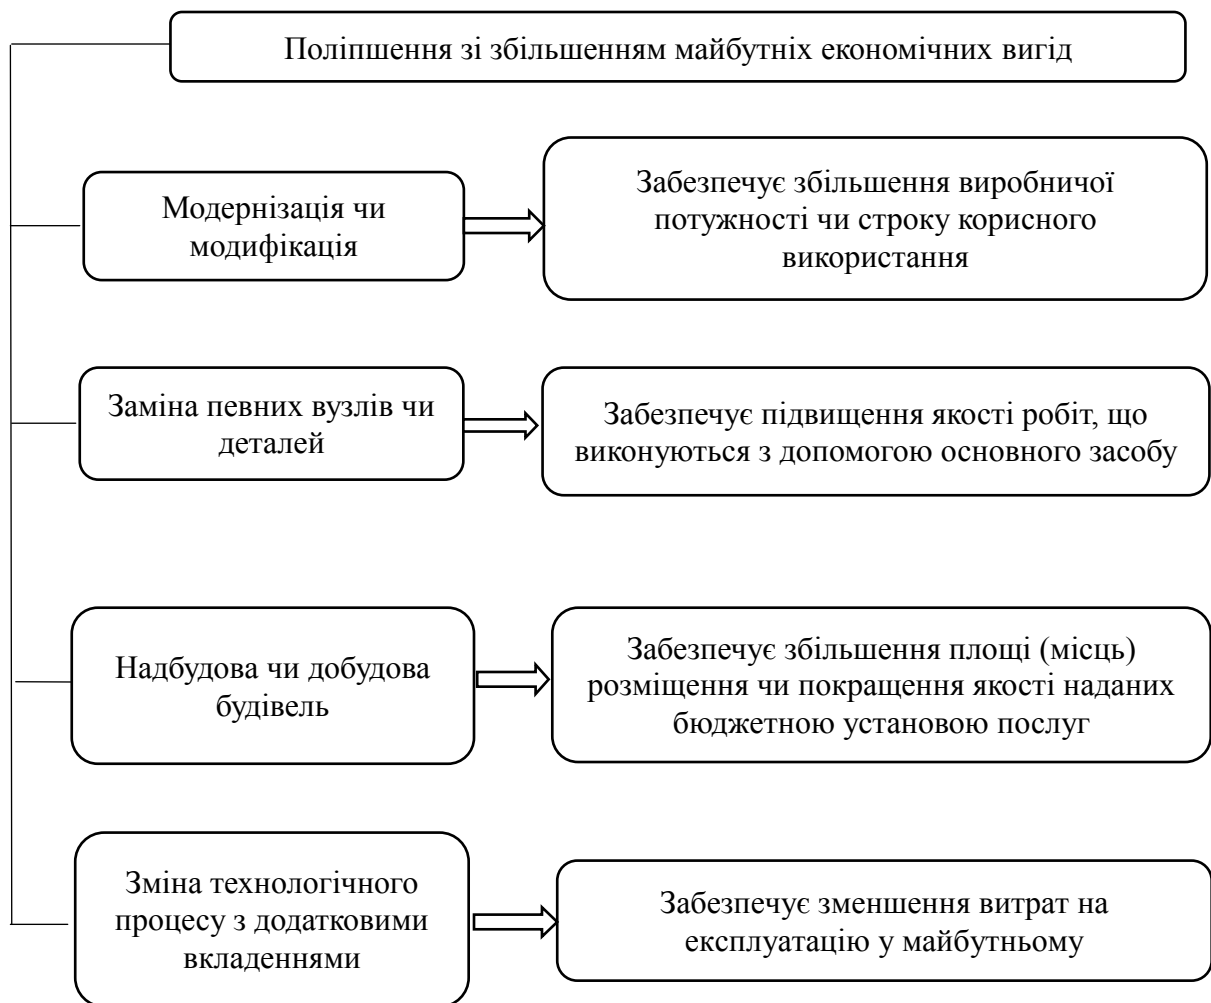 Поліпшення зі збільшенням майбутніх економічних вигід
Модернізація чи
модифікація
Забезпечує збільшення виробничої
потужності чи строку корисного
використання
Заміна певних вузлів чи
деталей
Забезпечує підвищення якості робіт, що
виконуються з допомогою основного засобу
Надбудова чи добудова
будівель
Забезпечує збільшення площі (місць)
розміщення чи покращення якості наданих
бюджетною установою послуг
Зміна технологічного
процесу з додатковими
вкладеннями
Забезпечує зменшення витрат на
експлуатацію у майбутньому